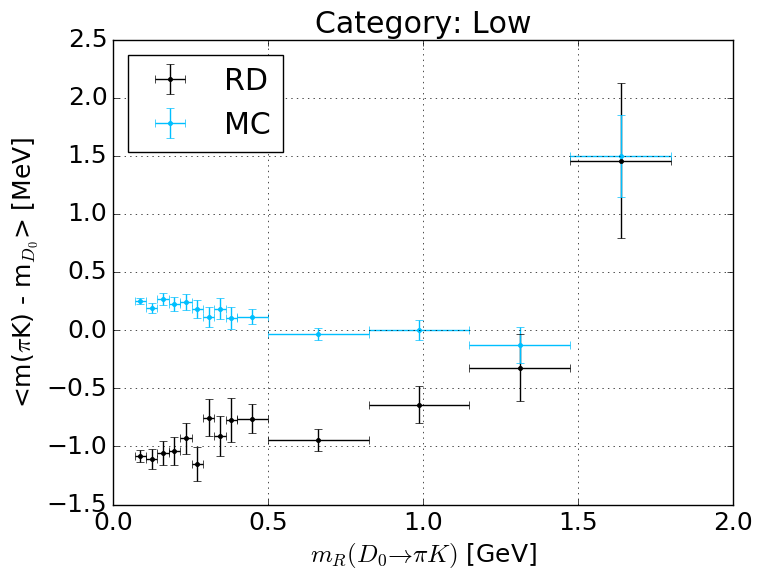 Category: Low
2.5
2.0
1.5
1.0
0.5
0.0
−0.5
−1.0
−1.5
RD
MC
<m(πK) - m_{D_0}> [MeV]
0.0 0.5 1.0 1.5 2.0
m_R(D_0→πK) [GeV]